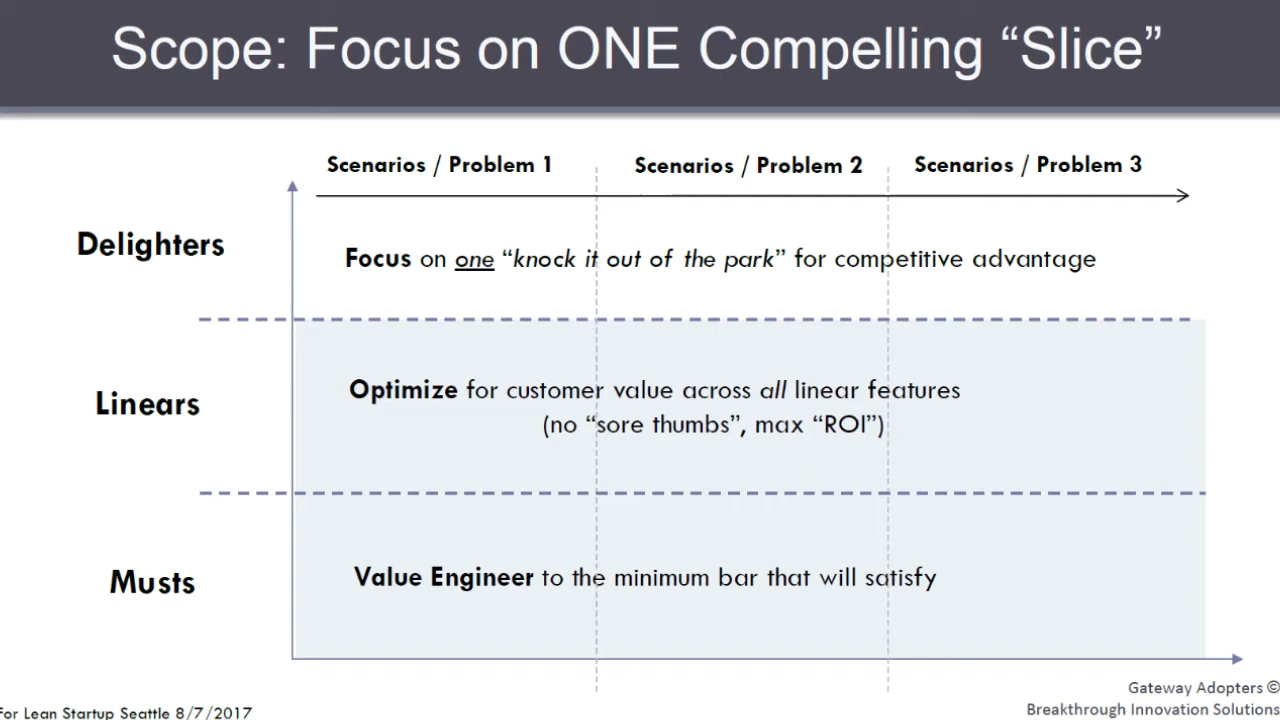 Scope: Focus on ONE Compelling “Slice”
Scenarios / Problem 1
Scenarios / Problem 2
Scenarios / Problem 3
Delighters
Focus on one “knock it out of the park” for competitive advantage
Linears
Optimize for customer value across all linear features
(no “sore thumbs”, max “ROI”)
Musts
Value Engineer to the minimum bar that will satisfy
Gateway Adopters ©
Breakthrough Innovation Solutions
For Lean Startup Seattle 8/7/2017